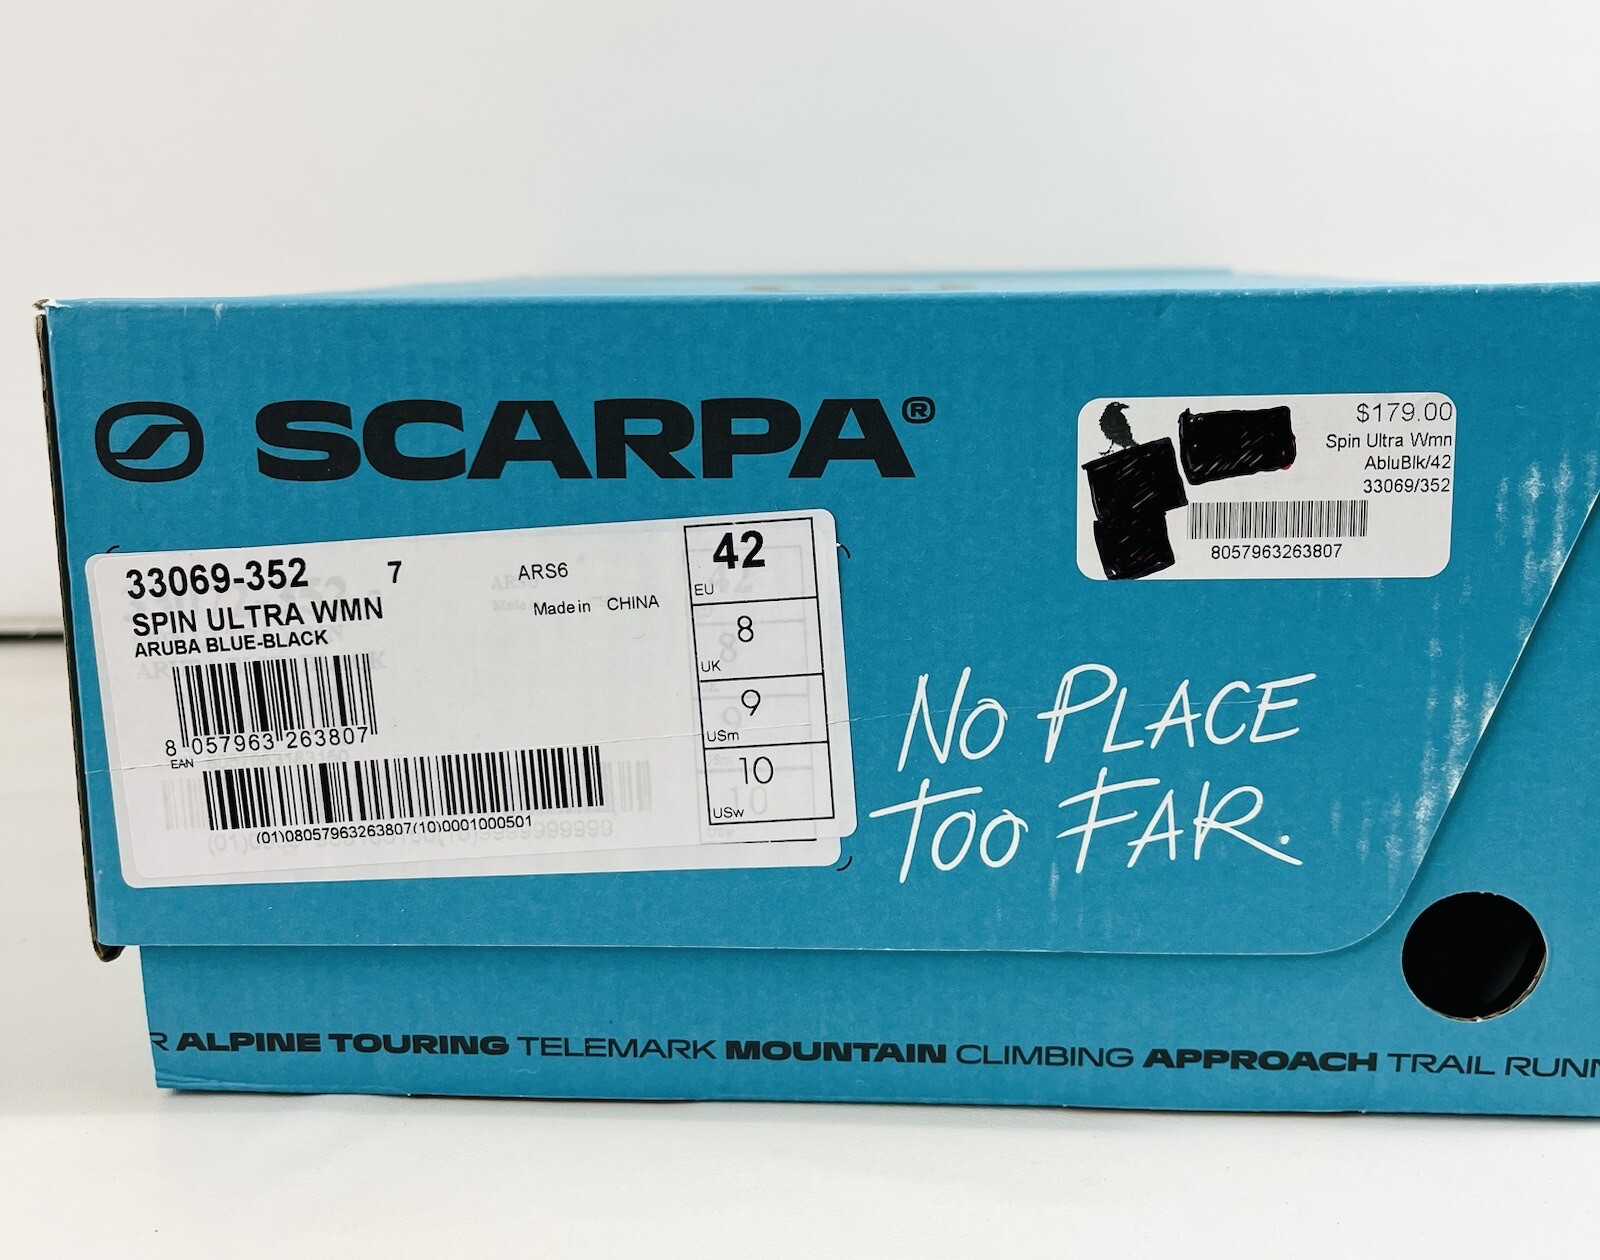 SCARPA®
$179.00
Spin Ultra Wmn
AbluBlk/42
33069/352
8057963263807
33069-352 7 ARS6
SPIN ULTRA WMN Made in CHINA
ARUBA BLUE-BLACK
42
EU
8
UK
9
USm
10
USw
8 057963 263807
EAN
(01)08057963263807(10)0001000501
NO PLACE
TOO FAR.
R ALPINE TOURING TELEMARK MOUNTAIN CLIMBING APPROACH TRAIL RUNN